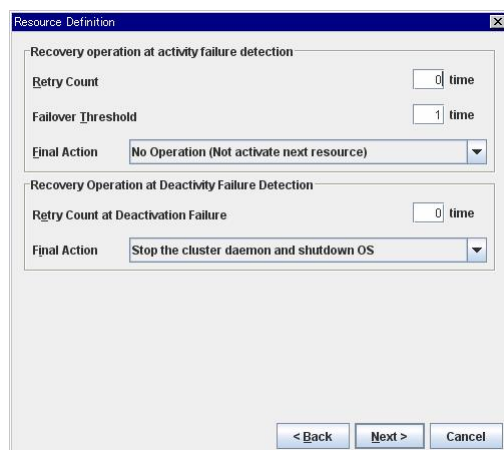 Resource Definition
Recovery operation at activity failure detection
Retry Count 0 time
Failover Threshold 1 time
Final Action No Operation (Not activate next resource)
Recovery Operation at Deactivity Failure Detection
Retry Count at Deactivation Failure 0 time
Final Action Stop the cluster daemon and shutdown OS
< Back Next > Cancel